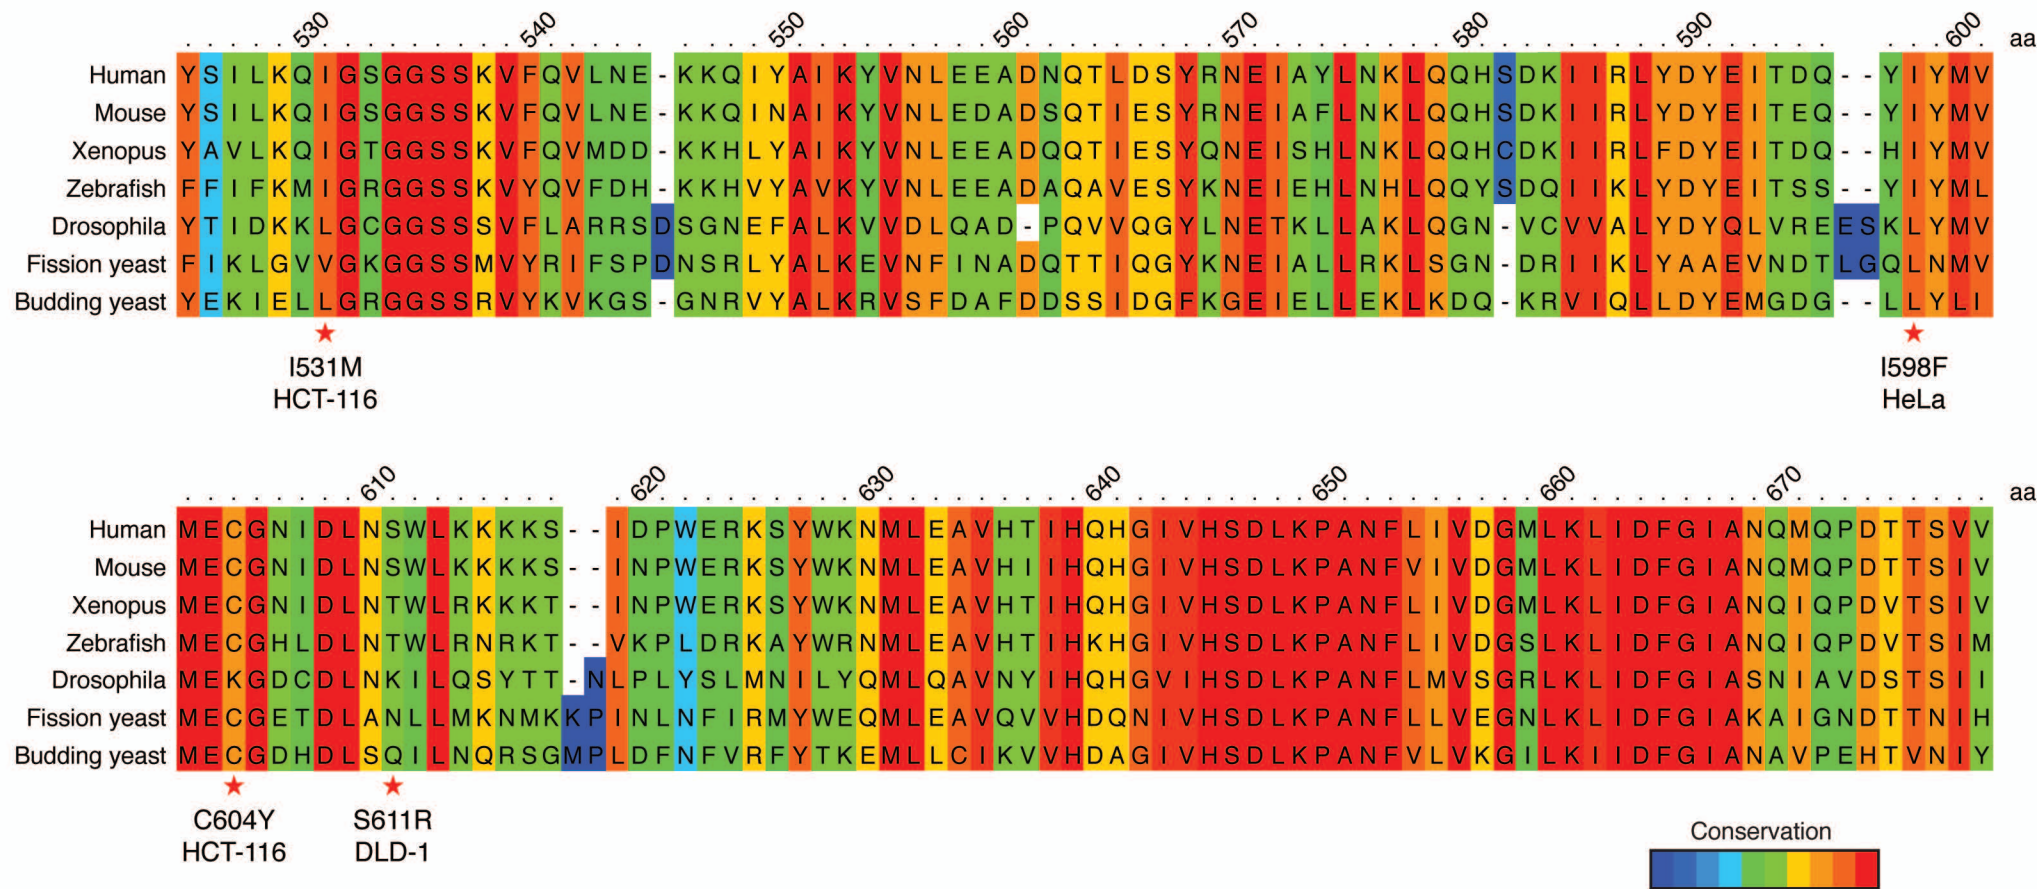 530 540 550 560 570 580 590 600 aa
Human YSILKQIGSGGSSKVFQVLNE-KKQIYAIKYVNLEEADNQTLDSYRNEIAYLNKLQQHSDKIIRLYDYEITDQ--YIYMV
Mouse YSILKQIGSGGSSKVFQVLNE-KKQINAIKYVNLEDADSQTIESYRNEIAFLNKLQQHSDKIIRLYDYEITEQ--YIYMV
Xenopus YAVLKQIGTGGSSKVFQVMDD-KKHLYAIKYVNLEEADQQTIESYQNEISHLNKLQQHCDKIIRLFDYEITDQ--HIYMV
Zebrafish FFIFKMIGRGGSSKVYQVFDH-KKHVYAVKYVNLEEADAQAVESYKNEIEHLNHLQQYSDQIIKLYDYEITSS--YIYML
Drosophila YTIDKKLGCGGSSSVFLARRSDSGNEFALKVVDLQAD-PQVVQGYLNETKLLAKLQGN-VCVVALYDYQLVREESKLYMV
Fission yeast FIKLGVVGKGGSSMVYRIFSPDNSRLYALKEVNFINADQTTIQGYKNEIALLRKLSGN-DRIIKLYAAEVNDTLGQLNMV
Budding yeast YEKIELLGRGGSSRVYKVKGS-GNRVYALKRVSFDAFDDSSIDGFKGEIELLEKLKDQ-KRVIQLLDYEMGDG--LLYLI
I531M
HCT-116
I598F
HeLa
610 620 630 640 650 660 670 aa
Human MECGNIDLNSWLKKKKS--IDPWERKSYWKNMLEAVHTIHQHGIVHSDLKPANFLIVDGMLKLIDFGIANQMQPDTTSVV
Mouse MECGNIDLNSWLKKKKS--INPWERKSYWKNMLEAVHIIHQHGIVHSDLKPANFVIVDGMLKLIDFGIANQMQPDTTSIV
Xenopus MECGNIDLNTWLRKKKT--INPWERKSYWKNMLEAVHTIHQHGIVHSDLKPANFLIVDGMLKLIDFGIANQIQPDVTSIV
Zebrafish MECGHLDLNTWLRNRKT--VKPLDRKAYWRNMLEAVHTIHKHGIVHSDLKPANFLIVDGSLKLIDFGIANQIQPDVTSIM
Drosophila MEKGDCDLNKILQSYTT-NLPLYSLMNILYQMLQAVNYIHQHGVIHSDLKPANFLMVSGRLKLIDFGIASNIAVDSTSII
Fission yeast MECGETDLANLLMKNMKKPINLNFIRMYWEQMLEAVQVVHDQNIVHSDLKPANFLLVEGNLKLIDFGIAKAIGNDTTNIH
Budding yeast MECGDHDLSQILNQRSGMPLDFNFVRFYTKEMLLCIKVVHDAGIVHSDLKPANFVLVKGILKIIDFGIANAVPEHTVNIY
C604Y
HCT-116
S611R
DLD-1
Conservation